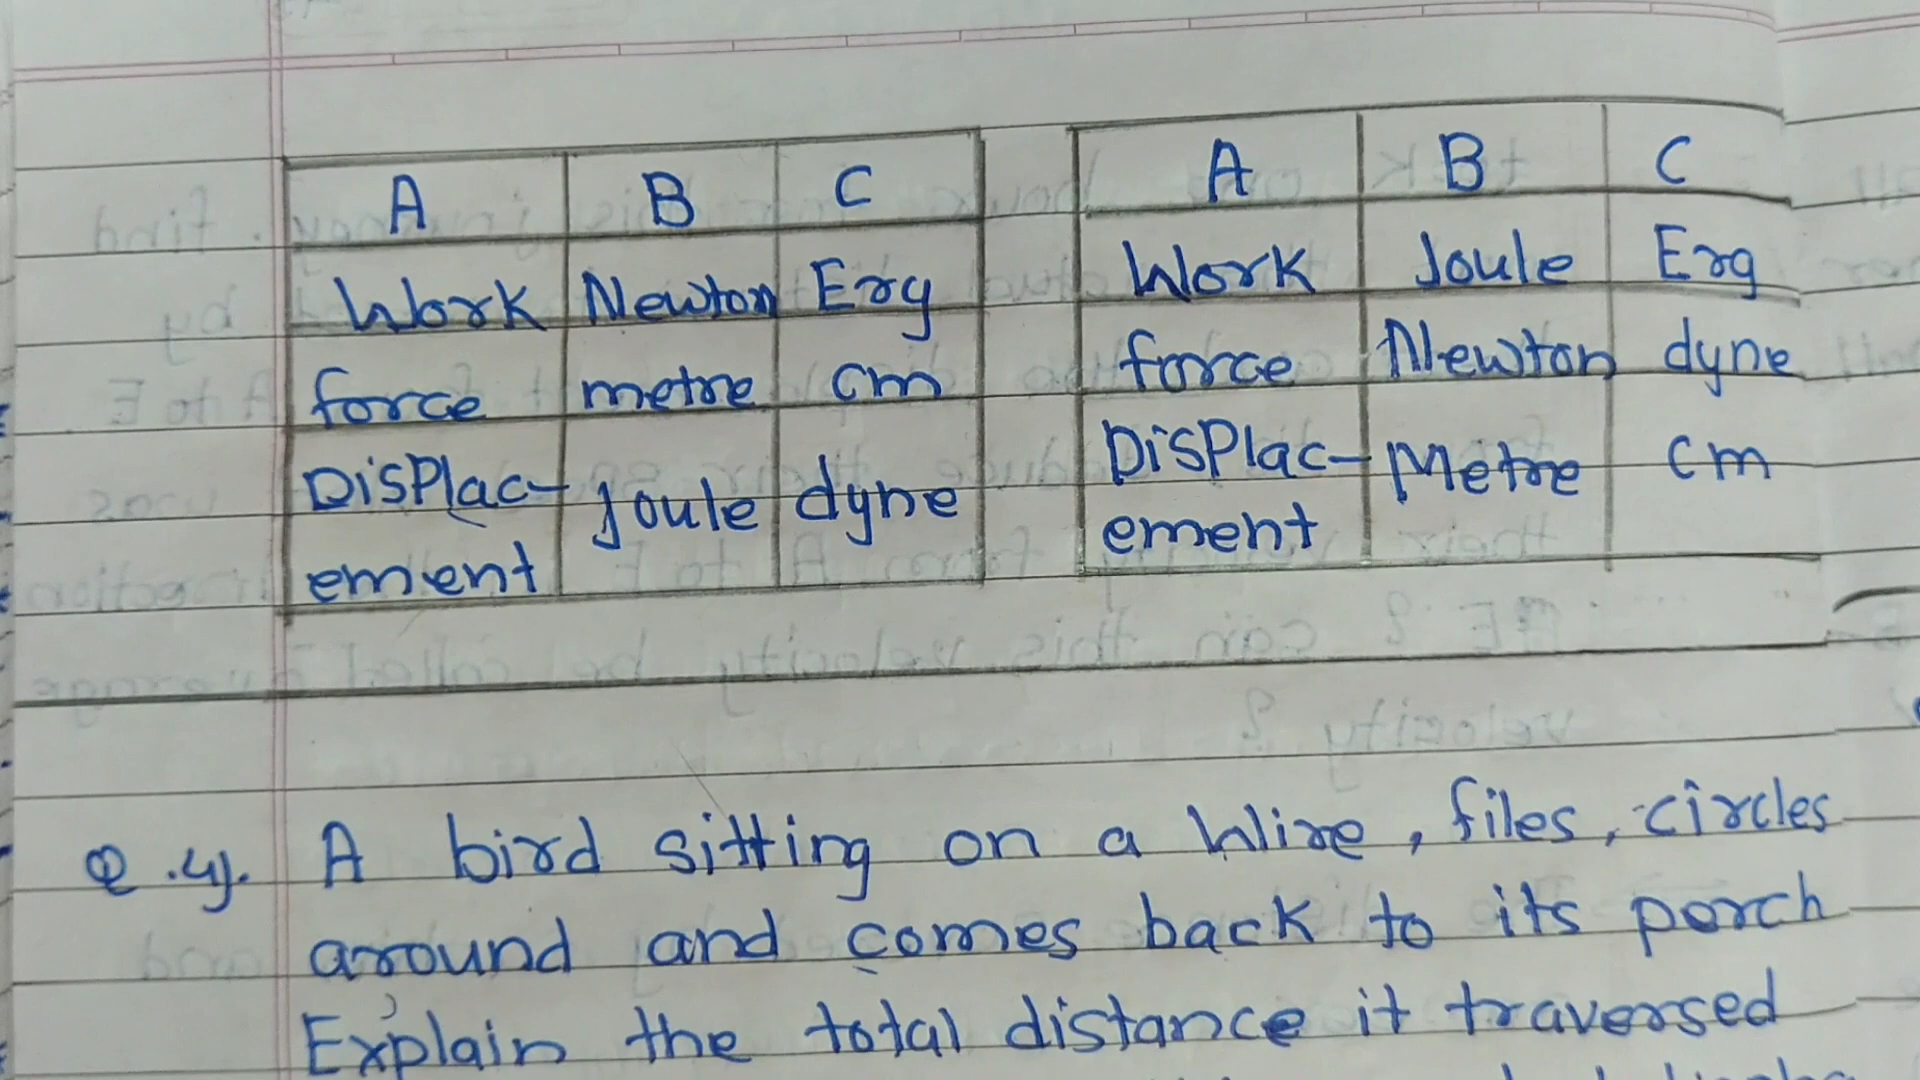 A B C
Work Newton Erg
force metre cm
Displac-
ement Joule dyne
A B C
Work Joule Erg
force Newton dyne
Displac-
ement Metre cm
Q.4). A bird sitting on a Wire, files, circles
around and comes back to its porch
Explain the total distance it traversed